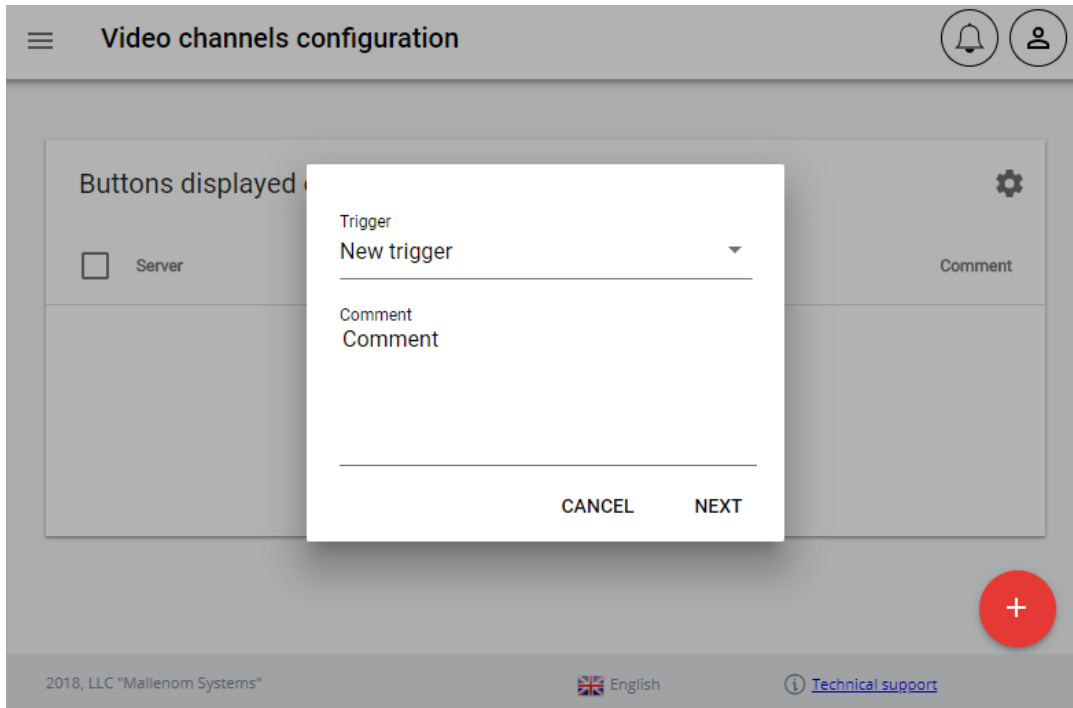 Video channels configuration
Buttons displayed
Server
Comment
Trigger
New trigger
Comment
Comment
CANCEL NEXT
+
2018, LLC "Mallenom Systems" English Technical support